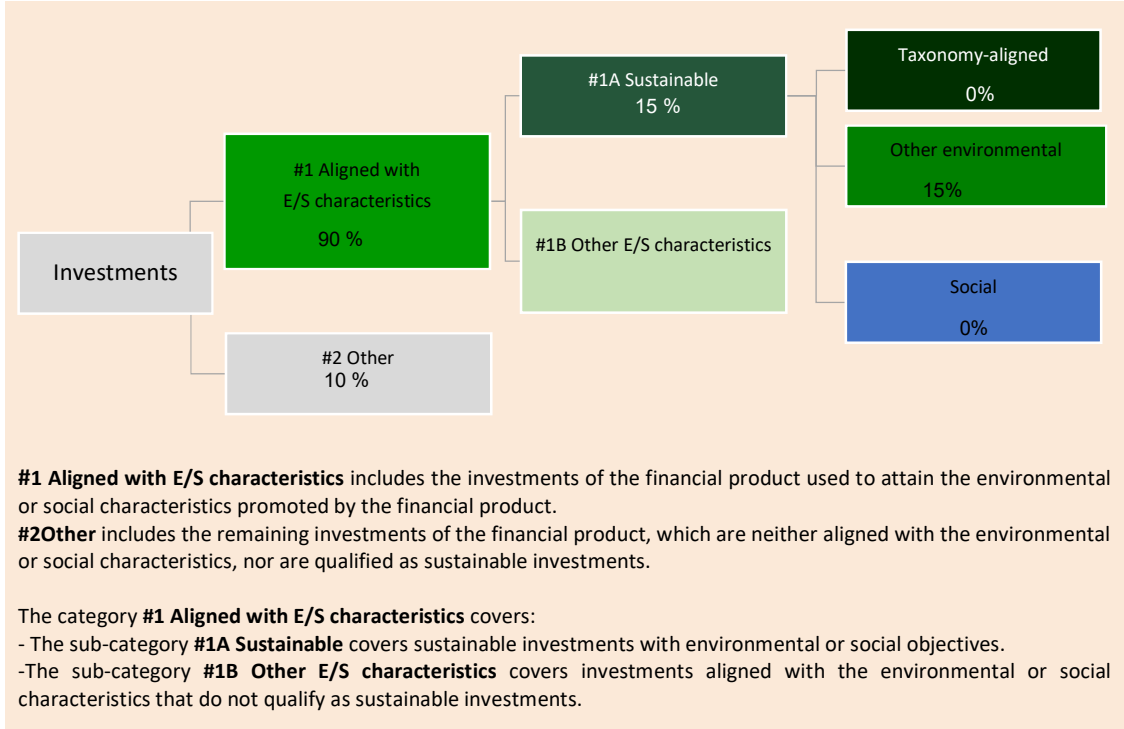 Taxonomy-aligned
0%
#1A Sustainable
15 %
Other environmental
15%
#1 Aligned with
E/S characteristics
90 %
#1B Other E/S characteristics
Investments
Social
0%
#2 Other
10 %
#1 Aligned with E/S characteristics includes the investments of the financial product used to attain the environmental
or social characteristics promoted by the financial product.
#2Other includes the remaining investments of the financial product, which are neither aligned with the environmental
or social characteristics, nor are qualified as sustainable investments.
The category #1 Aligned with E/S characteristics covers:
- The sub-category #1A Sustainable covers sustainable investments with environmental or social objectives.
-The sub-category #1B Other E/S characteristics covers investments aligned with the environmental or social
characteristics that do not qualify as sustainable investments.